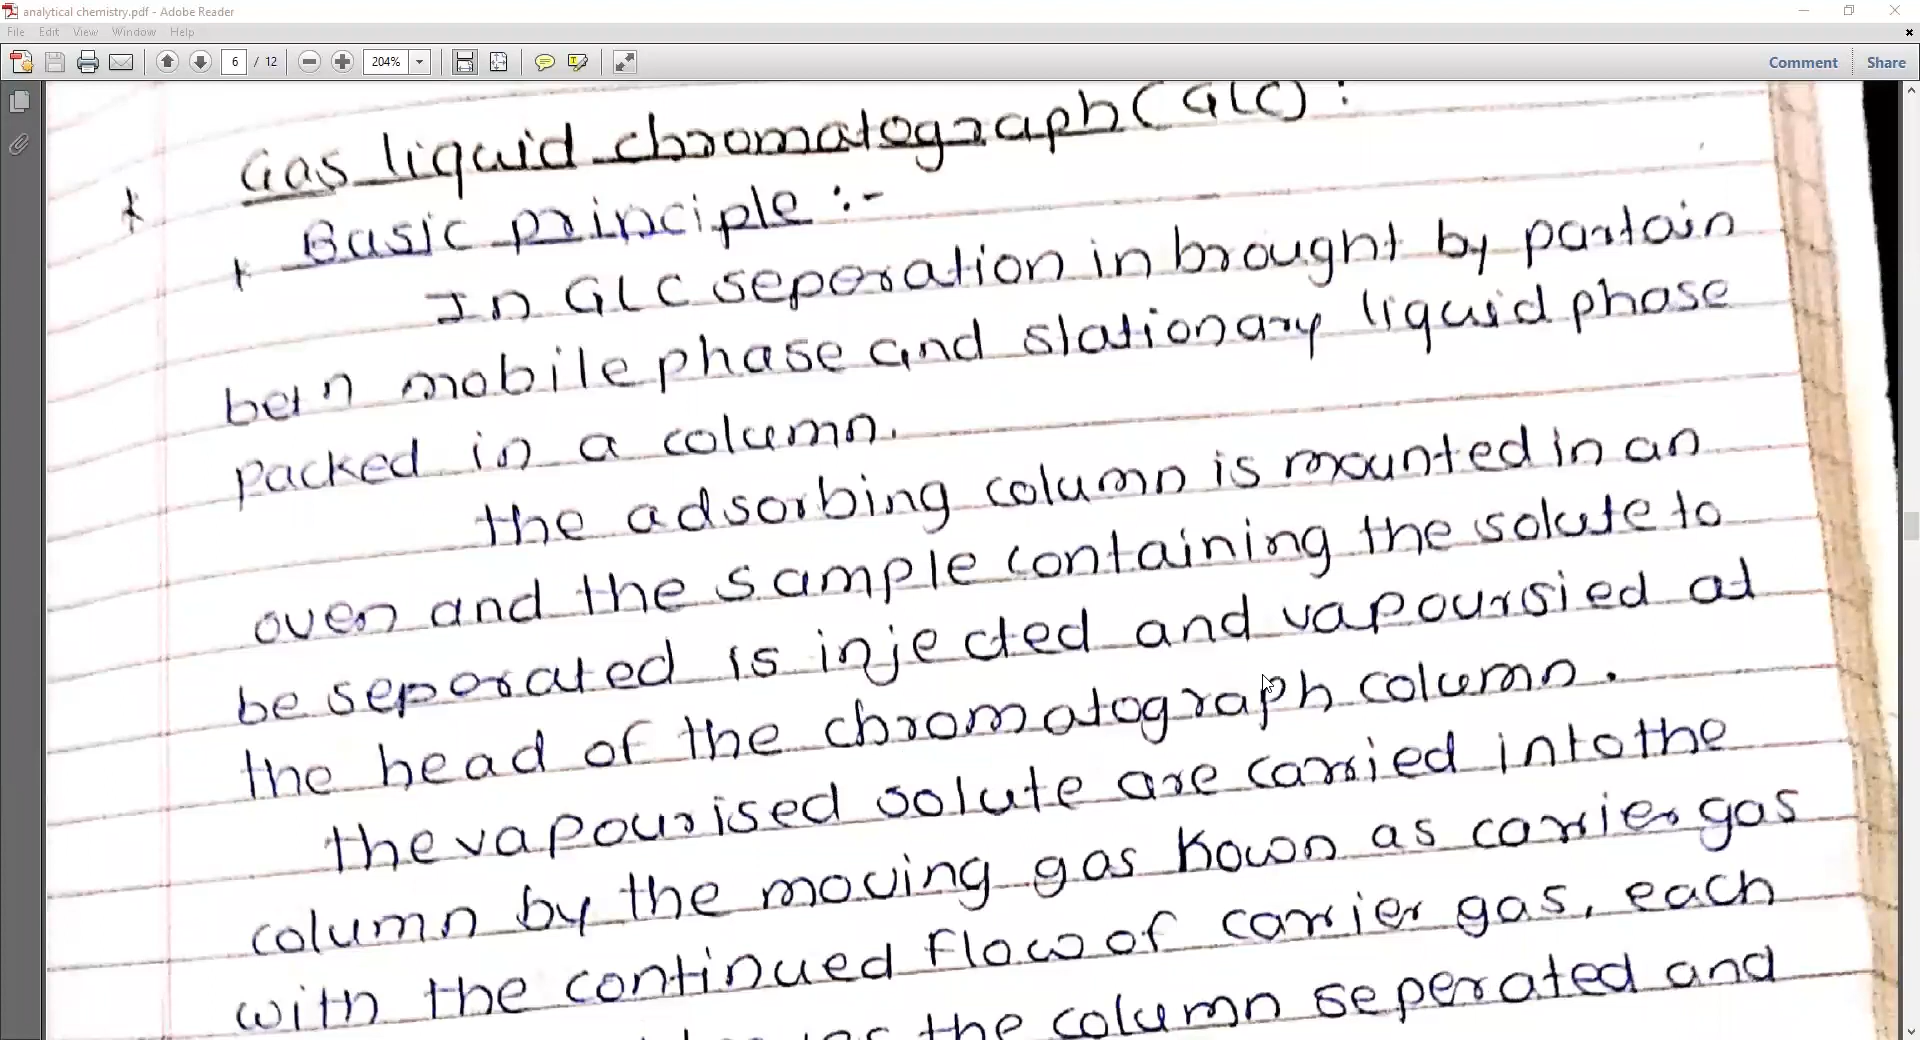 analytical chemistry.pdf - Adobe Reader
File Edit View Window Help
6 / 12 204% Comment Share
Gas liquid chromatograph (GLC) :
* Basic principle :-
+ In GLC seperation in brought by partain
betn mobile phase and stationary liquid phase
packed in a column.
the adsorbing column is mounted in an
oven and the sample containing the solute to
be seperated is injected and vapoursied at
the head of the chromatograph column.
the vapourised solute are carried into the
column by the moving gas kown as carrier gas
with the continued flow of carrier gas, each
the column seperated and